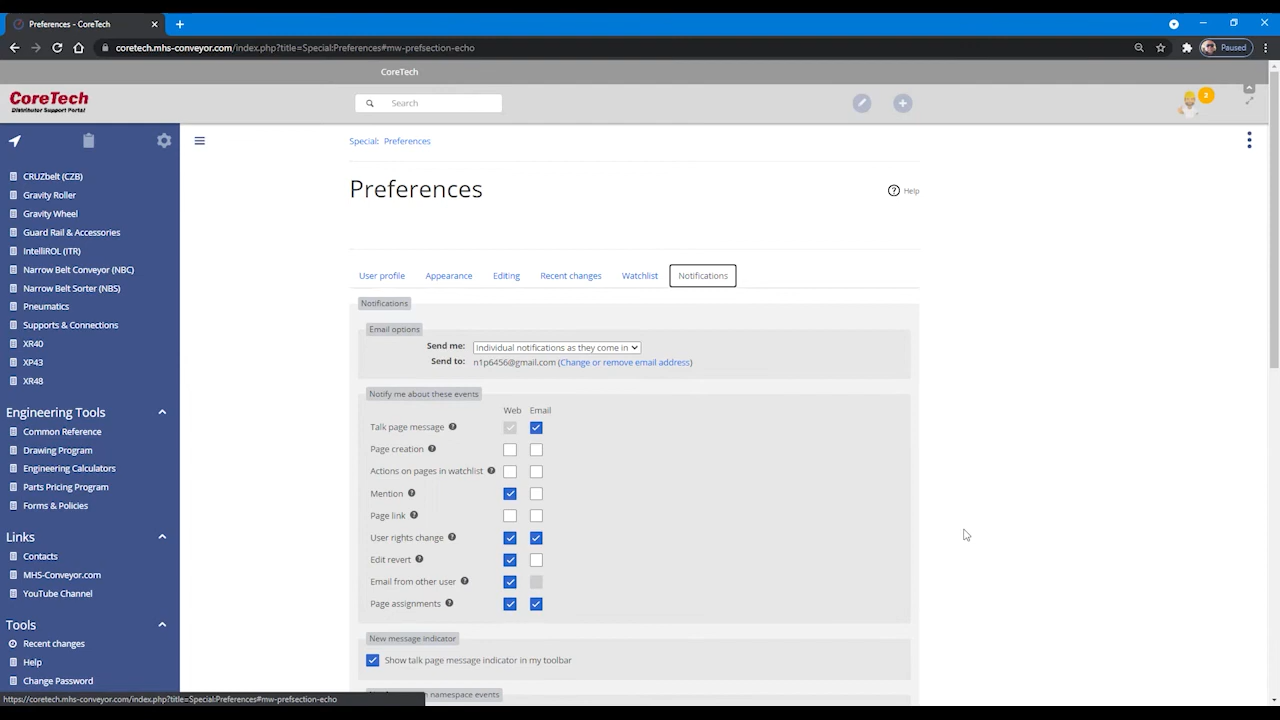 Preferences - CoreTech
coretech.mhs-conveyor.com/index.php?title=Special:Preferences#mw-prefsection-echo
Paused
CoreTech
CoreTech
Distributor Support Portal
Search
2
CRUZbelt (CZB)
Gravity Roller
Gravity Wheel
Guard Rail & Accessories
IntelliROL (ITR)
Narrow Belt Conveyor (NBC)
Narrow Belt Sorter (NBS)
Pneumatics
Supports & Connections
XR40
XP43
XR48
Engineering Tools
Common Reference
Drawing Program
Engineering Calculators
Parts Pricing Program
Forms & Policies
Links
Contacts
MHS-Conveyor.com
YouTube Channel
Tools
Recent changes
Help
Change Password
Special: Preferences
Preferences
Help
User profile Appearance Editing Recent changes Watchlist Notifications
Notifications
Email options
Send me: Individual notifications as they come in
Send to: n1p6456@gmail.com (Change or remove email address)
Notify me about these events
Web Email
Talk page message
Page creation
Actions on pages in watchlist
Mention
Page link
User rights change
Edit revert
Email from other user
Page assignments
New message indicator
Show talk page message indicator in my toolbar
namespace events
https://coretech.mhs-conveyor.com/index.php?title=Special:Preferences#mw-prefsection-echo